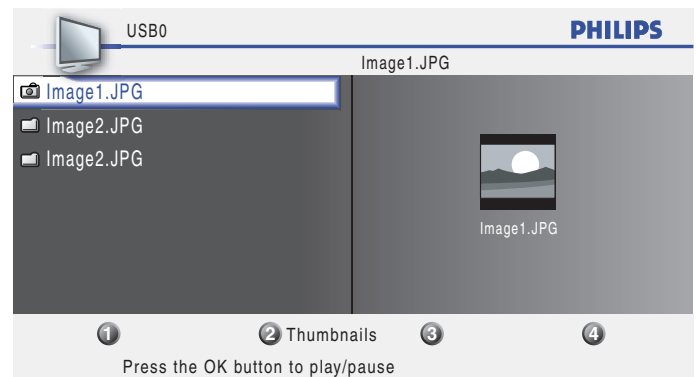 USB0
PHILIPS
Image1.JPG
Image1.JPG
Image2.JPG
Image2.JPG
Image1.JPG
1
2 Thumbnails
3
4
Press the OK button to play/pause